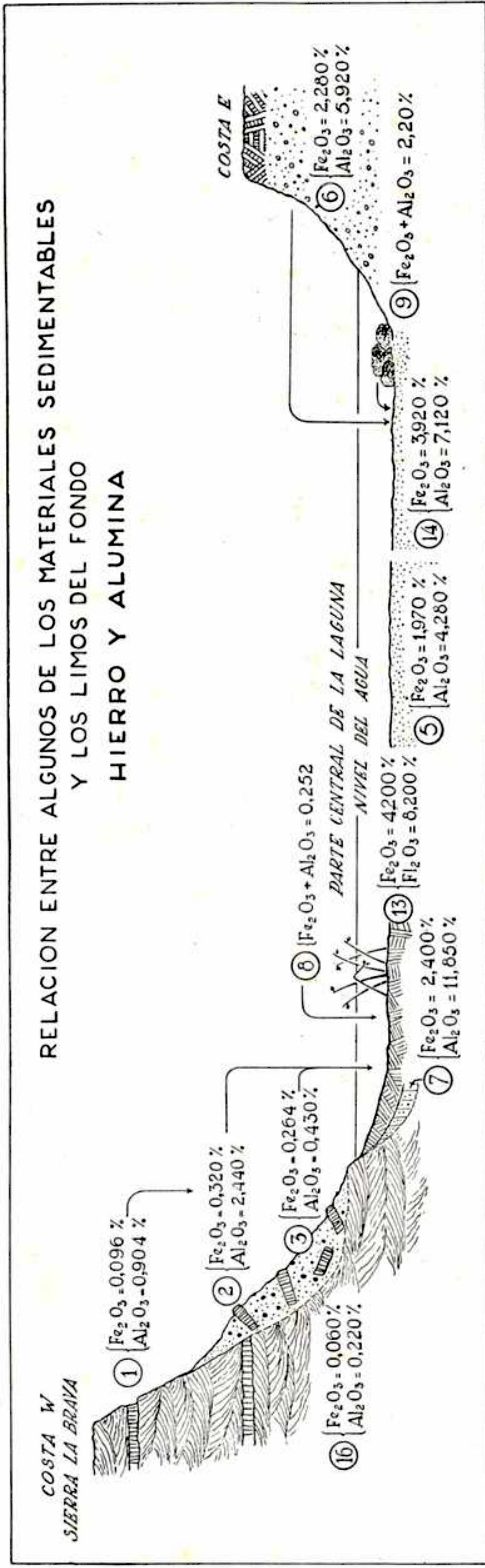 RELACION ENTRE ALGUNOS DE LOS MATERIALES SEDIMENTABLES
Y LOS LIMOS DEL FONDO
HIERRO Y ALUMINA
COSTA W
SIERRA LA BRAVA
1 Fe₂O₃=0,096 %
Al₂O₃=0,904 %
2 Fe₂O₃=0,320 %
Al₂O₃=2,440 %
3 Fe₂O₃=0,264 %
Al₂O₃=0,430 %
16 Fe₂O₃=0,060 %
Al₂O₃=0,220 %
8 Fe₂O₃+Al₂O₃=0,252
PARTE CENTRAL DE LA LAGUNA
NIVEL DEL AGUA
7 Fe₂O₃=2,400 %
Al₂O₃=11,850 %
13 Fe₂O₃=4,200 %
Fl₂O₃=8,200 %
5 Fe₂O₃=1,970 %
Al₂O₃=4,280 %
14 Fe₂O₃=3,920 %
Al₂O₃=7,120 %
COSTA E
6 Fe₂O₃=2,280 %
Al₂O₃=5,920 %
9 Fe₂O₃+Al₂O₃=2,20 %